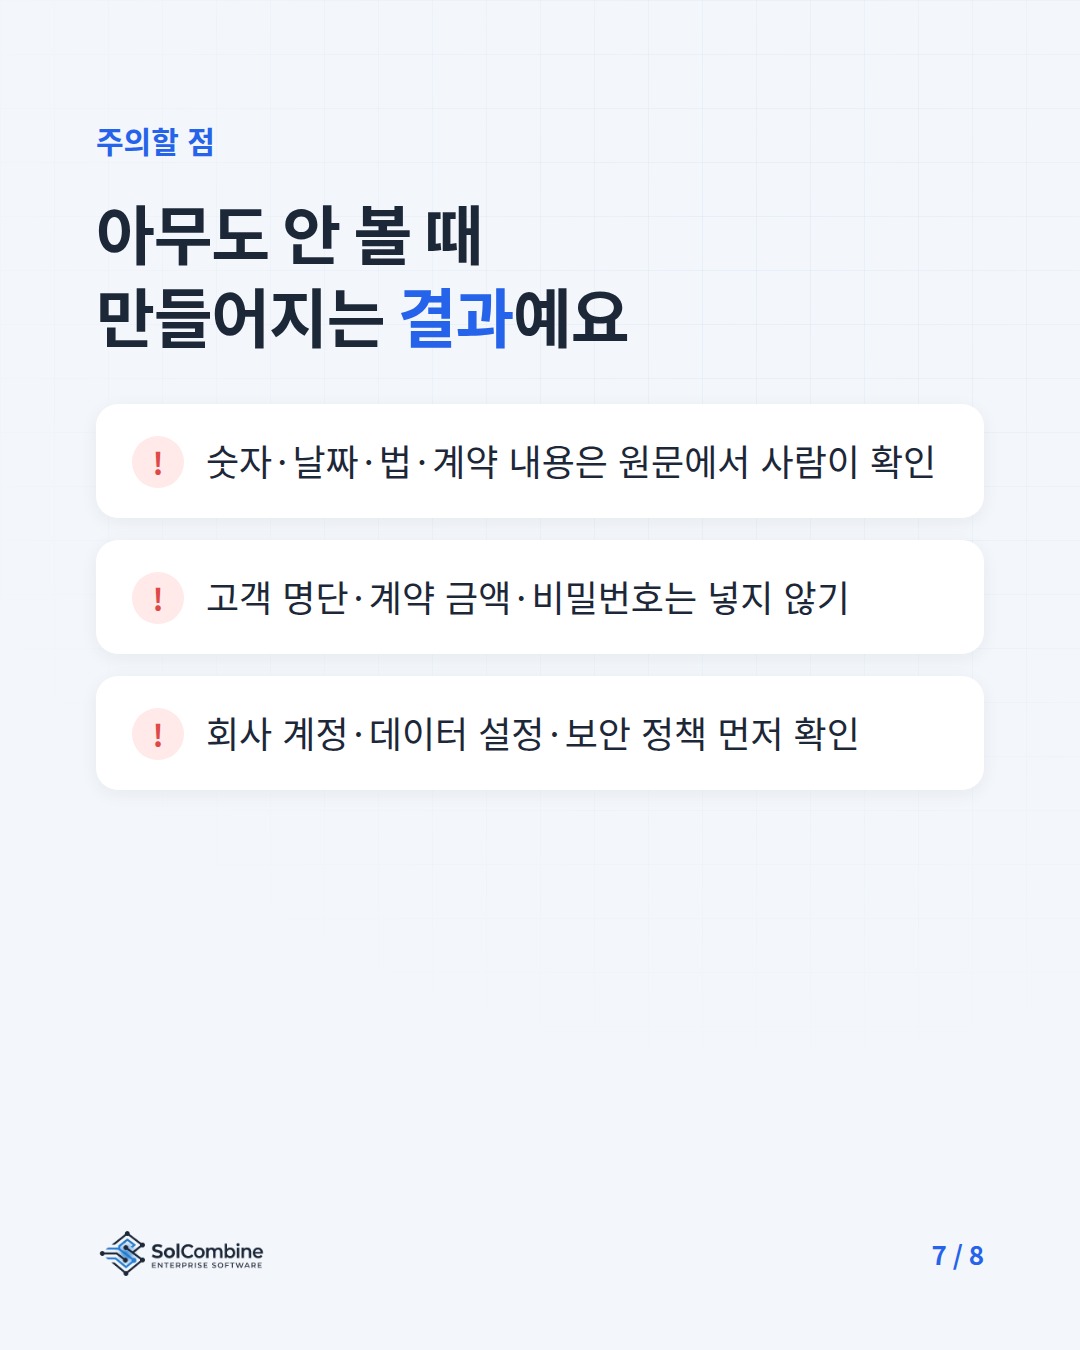 주의할 점
아무도 안 볼 때
만들어지는 결과예요
! 숫자·날짜·법·계약 내용은 원문에서 사람이 확인
! 고객 명단·계약 금액·비밀번호는 넣지 않기
! 회사 계정·데이터 설정·보안 정책 먼저 확인
SolCombine
ENTERPRISE SOFTWARE
7 / 8